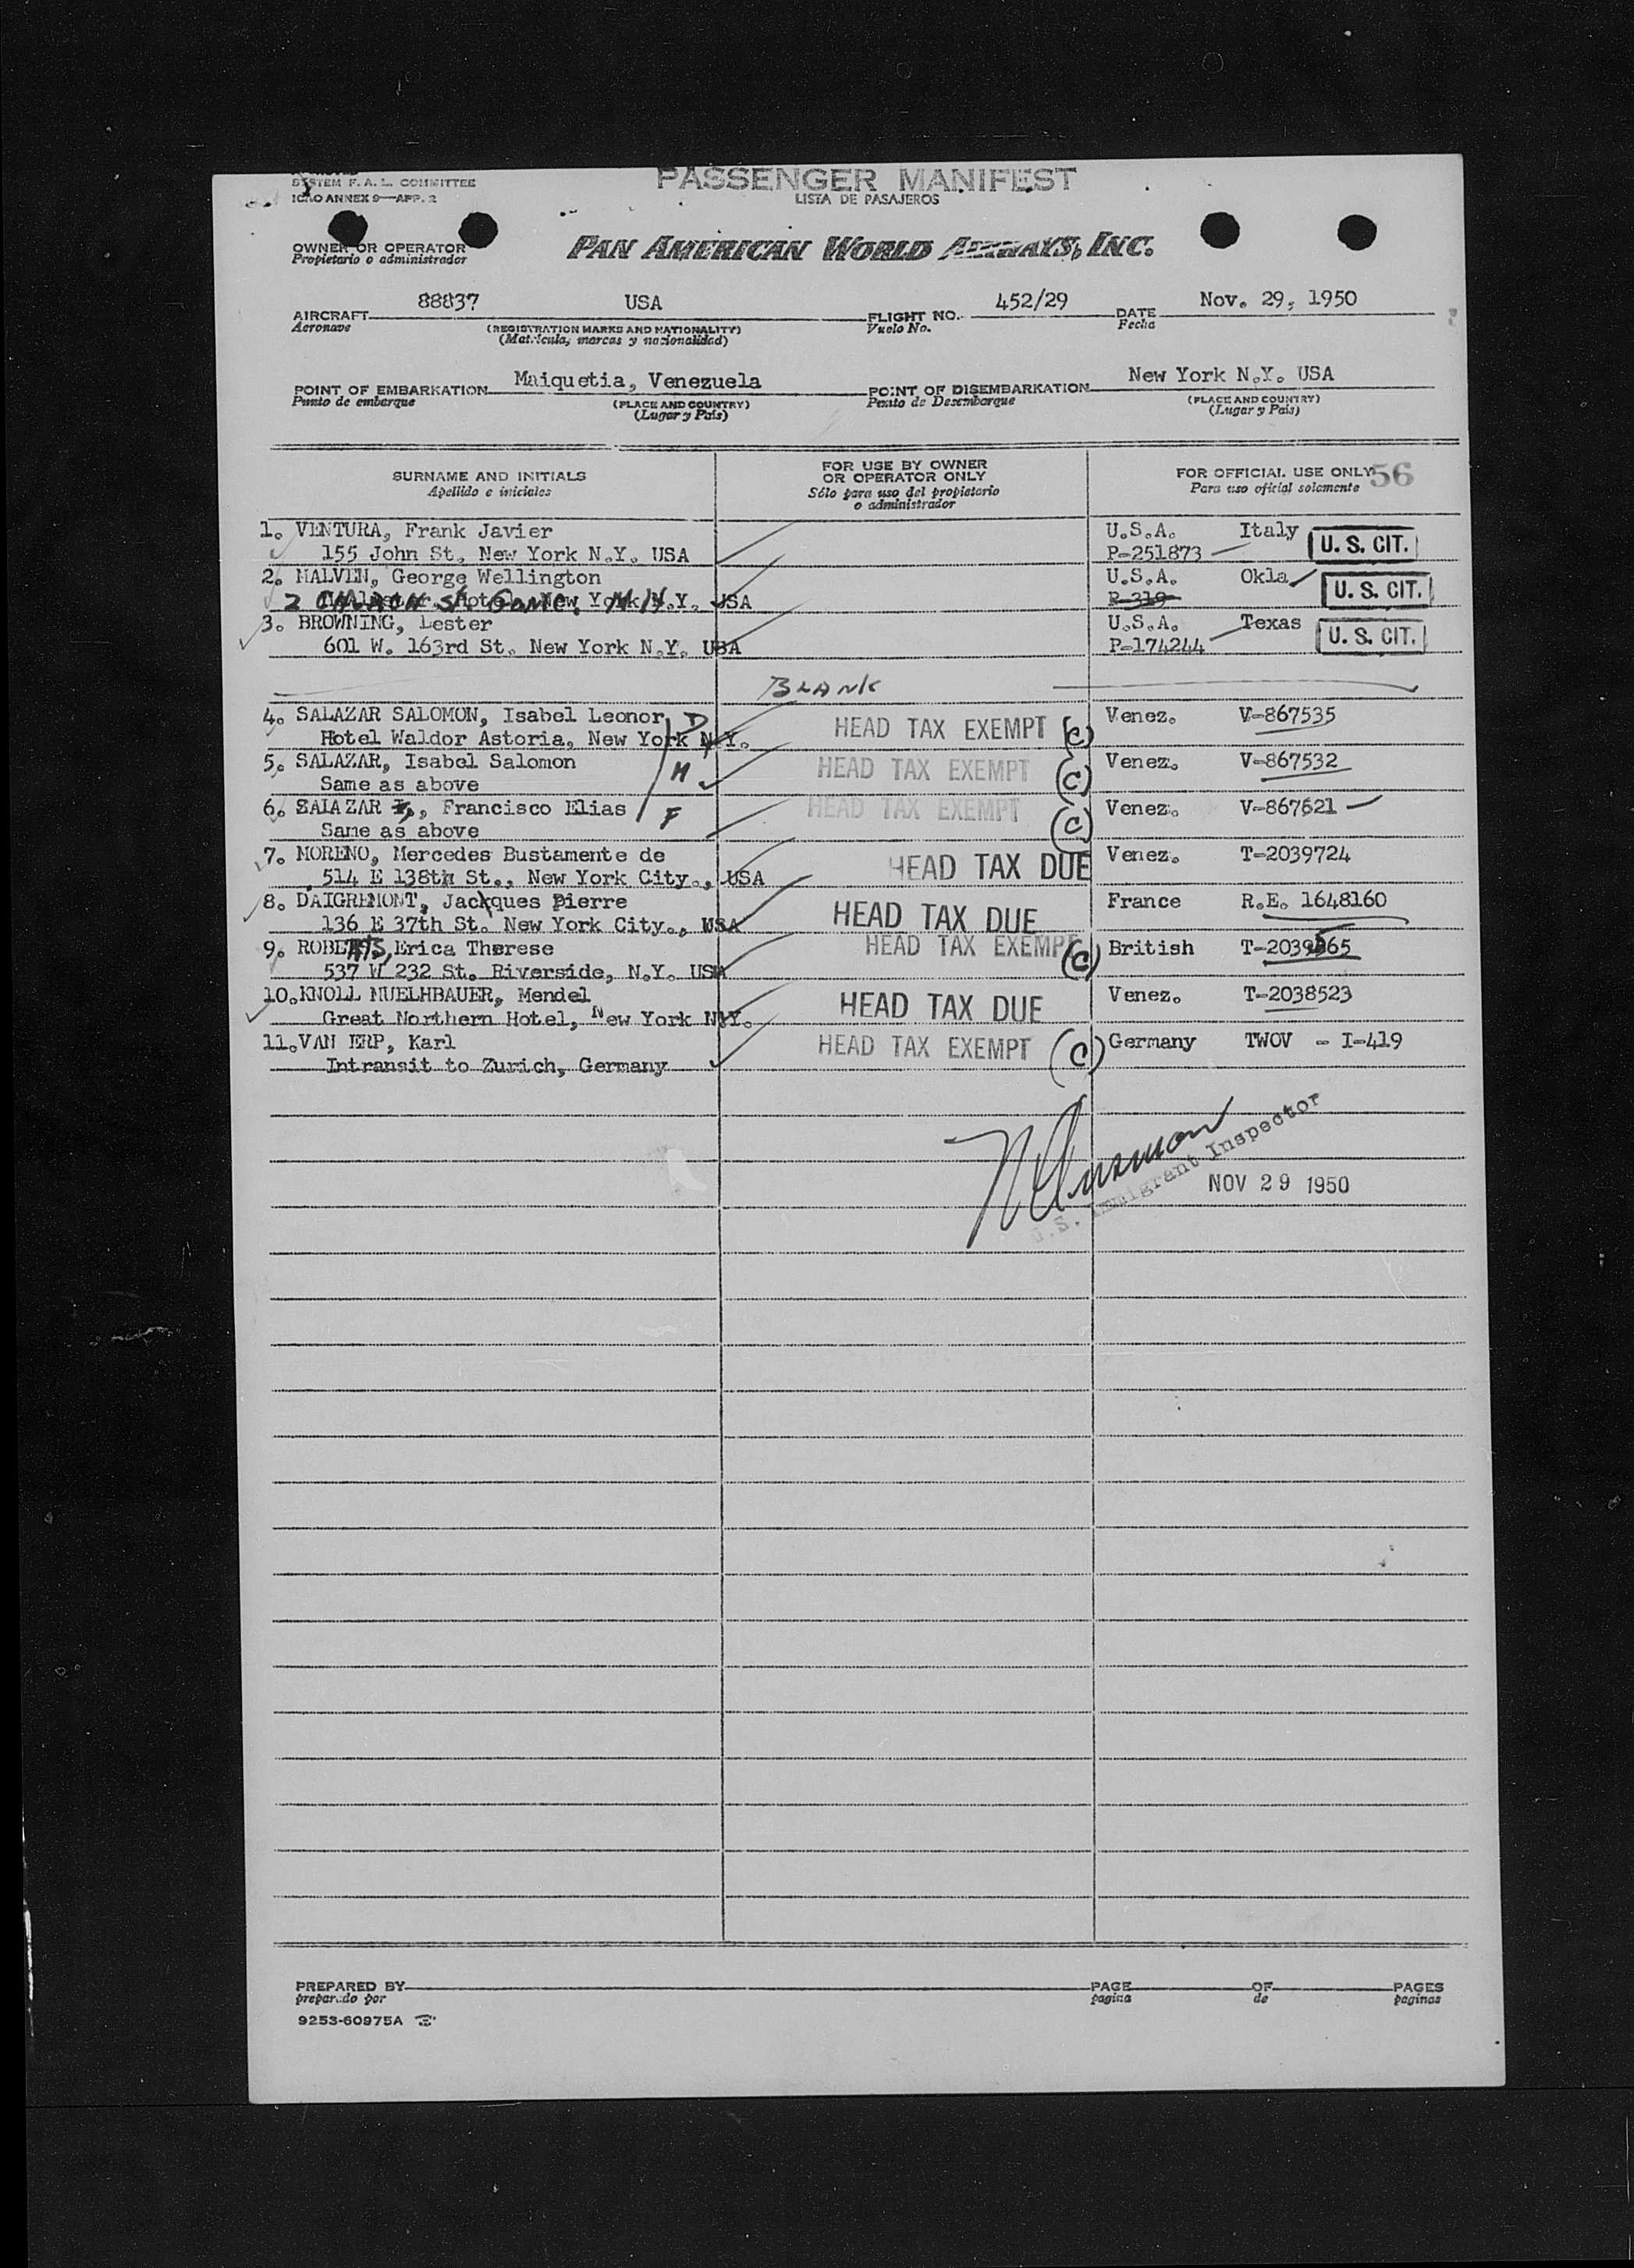 SYSTEM F. A. L. COMMITTEE
ICAO ANNEX 9—APP. 2
PASSENGER MANIFEST
LISTA DE PASAJEROS
OWNER OR OPERATOR
Propietario o administrador
PAN AMERICAN WORLD AIRWAYS, INC.
AIRCRAFT 88837 USA FLIGHT NO. 452/29 DATE Nov. 29, 1950
Aeronave (REGISTRATION MARKS AND NATIONALITY) Vuelo No. Fecha
(Matrícula, marcas y nacionalidad)
POINT OF EMBARKATION Maiquetia, Venezuela POINT OF DISEMBARKATION New York N.Y. USA
Punto de embarque (PLACE AND COUNTRY) Punto de Desembarque (PLACE AND COUNTRY)
(Lugar y País) (Lugar y País)
SURNAME AND INITIALS
Apellido e iniciales
FOR USE BY OWNER
OR OPERATOR ONLY
Sólo para uso del propietario
o administrador
FOR OFFICIAL USE ONLY 56
Para uso oficial solamente
1. VENTURA, Frank Javier U.S.A. Italy U. S. CIT.
155 John St, New York N.Y. USA P-251873
2. MALVEN, George Wellington U.S.A. Okla U. S. CIT.
2 New York N.Y. USA P-319
3. BROWNING, Lester U.S.A. Texas U. S. CIT.
601 W. 163rd St. New York N.Y. USA P-174244
BLANK
4. SALAZAR SALOMON, Isabel Leonor D HEAD TAX EXEMPT (C) Venez. V-867535
Hotel Waldor Astoria, New York N.Y.
5. SALAZAR, Isabel Salomon M HEAD TAX EXEMPT (C) Venez. V-867532
Same as above
6. SALAZAR, Francisco Elias F HEAD TAX EXEMPT (C) Venez. V-867621
Same as above
7. MORENO, Mercedes Bustamente de HEAD TAX DUE Venez. T-2039724
514 E 138th St., New York City., USA
8. DAIGREMONT, Jacques Pierre HEAD TAX DUE France R.E. 1648160
136 E 37th St. New York City., USA
9. ROBERTS, Erica Therese HEAD TAX EXEMPT (C) British T-2039565
537 W 232 St. Riverside, N.Y. USA
10. KNOLL MUELHBAUER, Mendel HEAD TAX DUE Venez. T-2038523
Great Northern Hotel, New York N.Y.
11. VAN ERP, Karl HEAD TAX EXEMPT (C) Germany TWOV - I-419
Intransit to Zurich, Germany
U.S. Immigrant Inspector
NOV 29 1950
PREPARED BY PAGE OF PAGES
preparado por pagina de paginas
9253-60975A